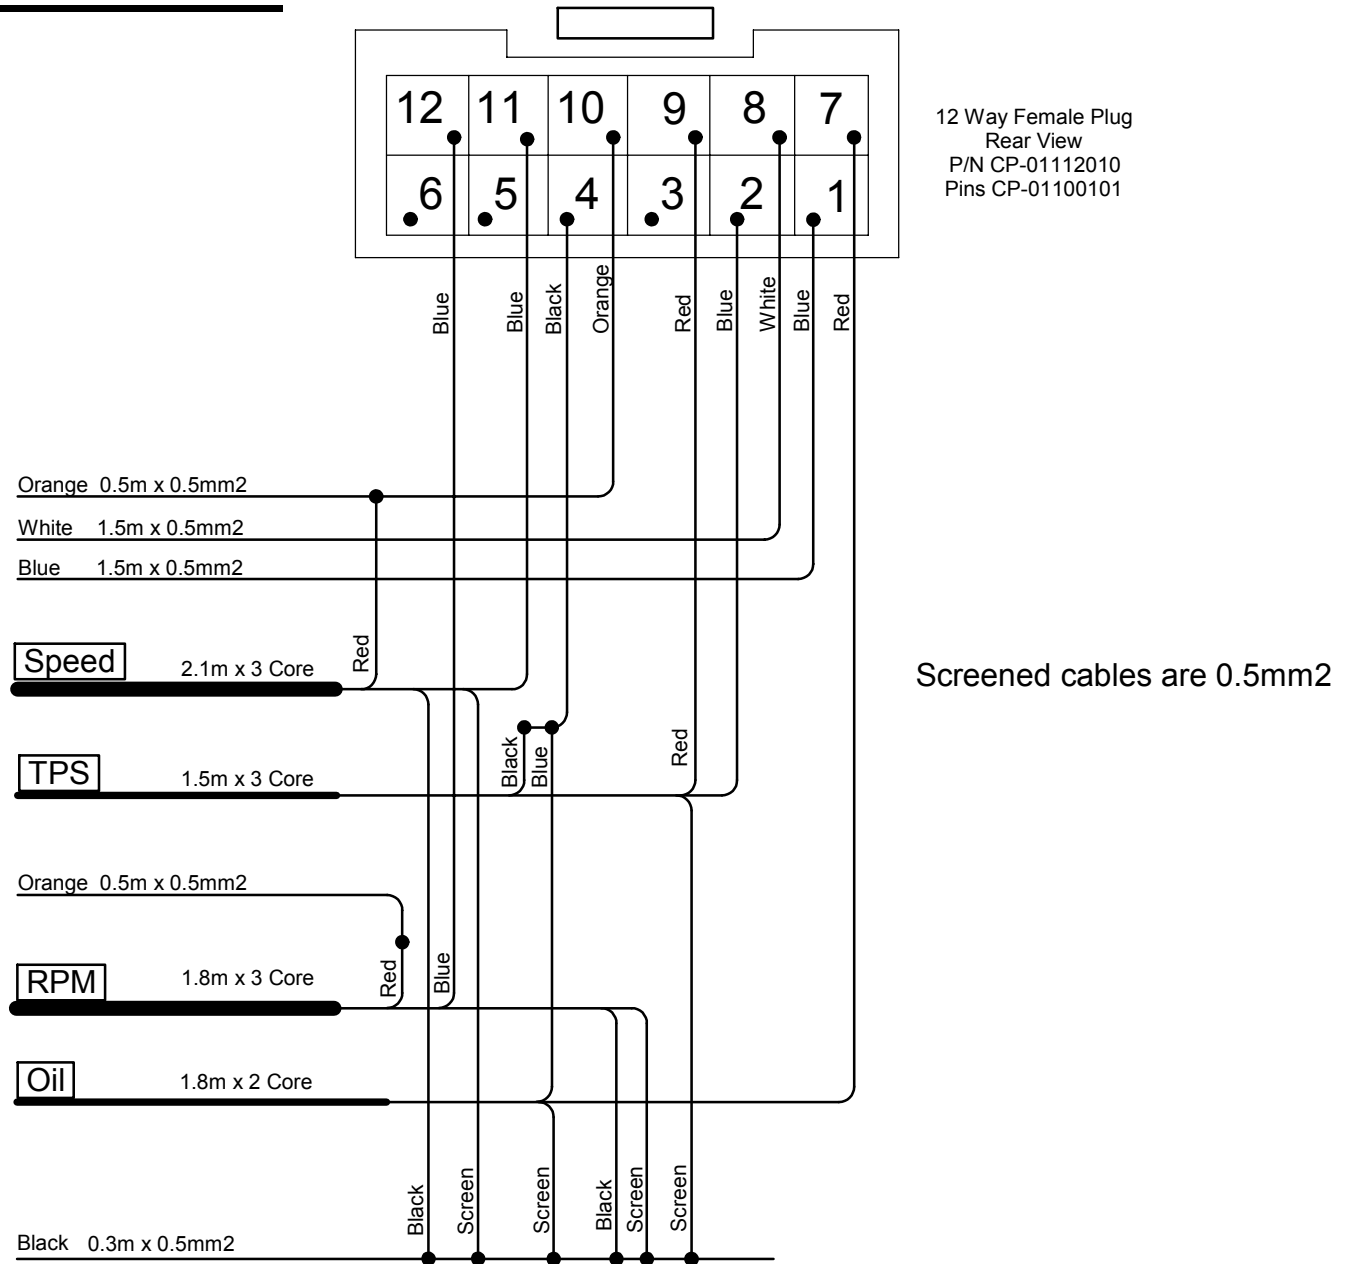 12 11 10 9 8 7
6 5 4 3 2 1
12 Way Female Plug
Rear View
P/N CP-01112010
Pins CP-01100101
Blue
Blue
Black
Orange
Red
Blue
White
Blue
Red
Orange 0.5m x 0.5mm2
White 1.5m x 0.5mm2
Blue 1.5m x 0.5mm2
Speed 2.1m x 3 Core
Red
Screened cables are 0.5mm2
TPS 1.5m x 3 Core
Black
Blue
Red
Orange 0.5m x 0.5mm2
RPM 1.8m x 3 Core
Red
Blue
Oil 1.8m x 2 Core
Black
Screen
Screen
Black
Screen
Screen
Black 0.3m x 0.5mm2